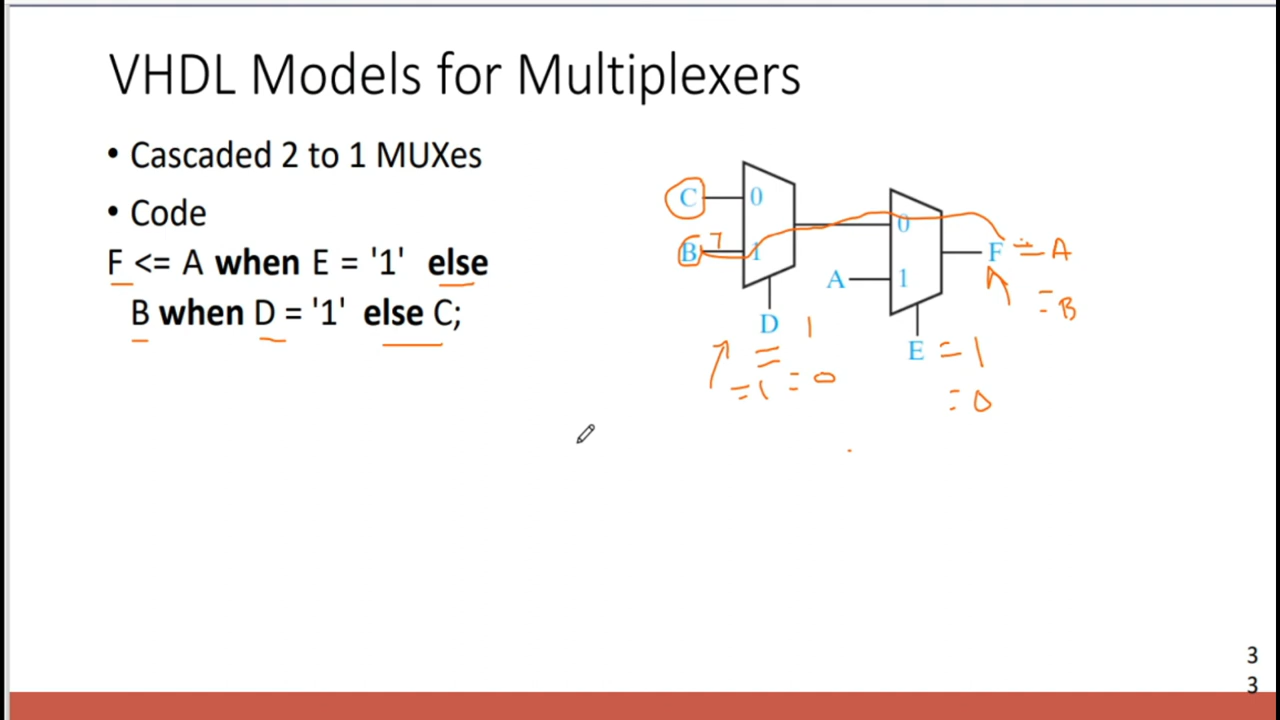 VHDL Models for Multiplexers
• Cascaded 2 to 1 MUXes
• Code
F <= A when E = '1' else
B when D = '1' else C;
C 0
B 1
D 1
= 1 = 0
0
A 1
E = 1
= 0
F = A
= B
3
3